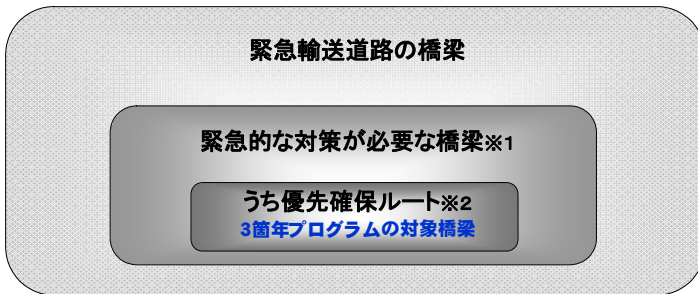 緊急輸送道路の橋梁
緊急的な対策が必要な橋梁※1
うち優先確保ルート※2
3箇年プログラムの対象橋梁